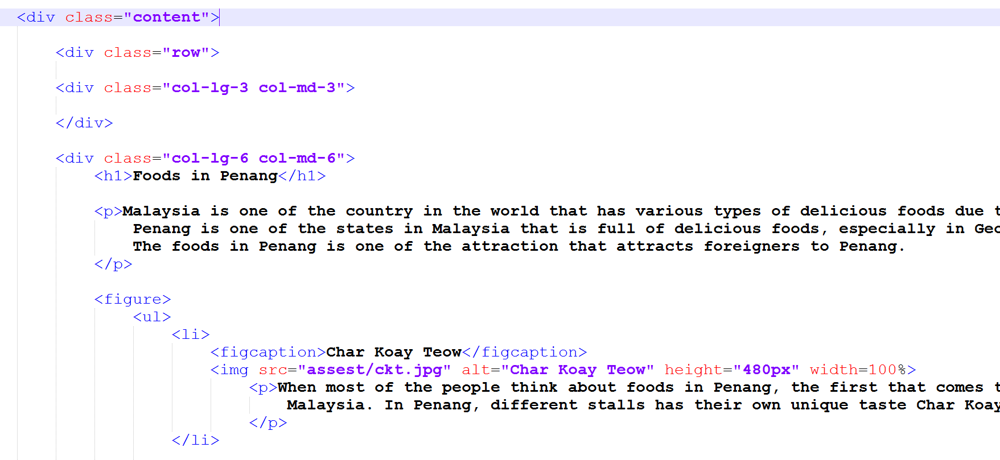 <div class="content">
<div class="row">
<div class="col-lg-3 col-md-3">
</div>
<div class="col-lg-6 col-md-6">
<h1>Foods in Penang</h1>
<p>Malaysia is one of the country in the world that has various types of delicious foods due
Penang is one of the states in Malaysia that is full of delicious foods, especially in
The foods in Penang is one of the attraction that attracts foreigners to Penang.
</p>
<figure>
<ul>
<li>
<figcaption>Char Koay Teow</figcaption>
<img src="assest/ckt.jpg" alt="Char Koay Teow" height="480px" width=100%>
<p>When most of the people think about foods in Penang, the first that comes
Malaysia. In Penang, different stalls has their own unique taste Char Koay
</p>
</li>